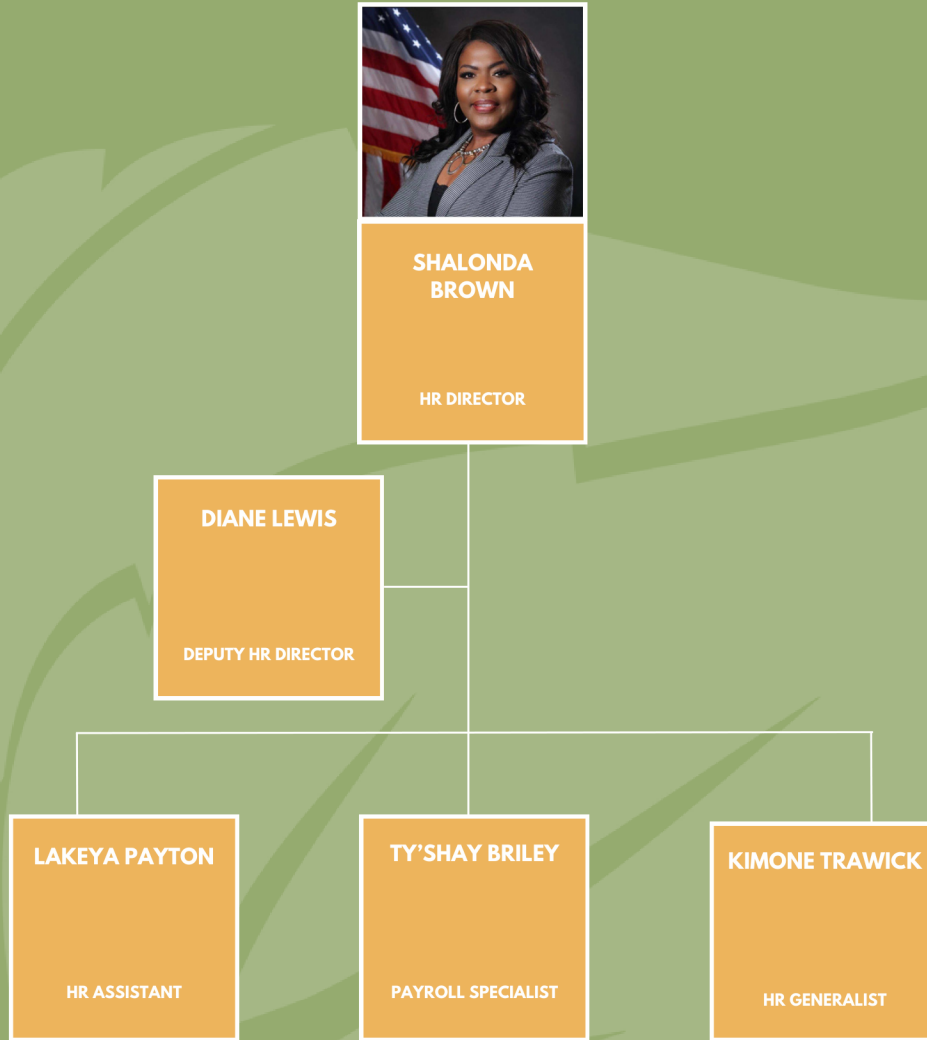 SHALONDA
BROWN
HR DIRECTOR
DIANE LEWIS
DEPUTY HR DIRECTOR
LAKEYA PAYTON
HR ASSISTANT
TY’SHAY BRILEY
PAYROLL SPECIALIST
KIMONE TRAWICK
HR GENERALIST